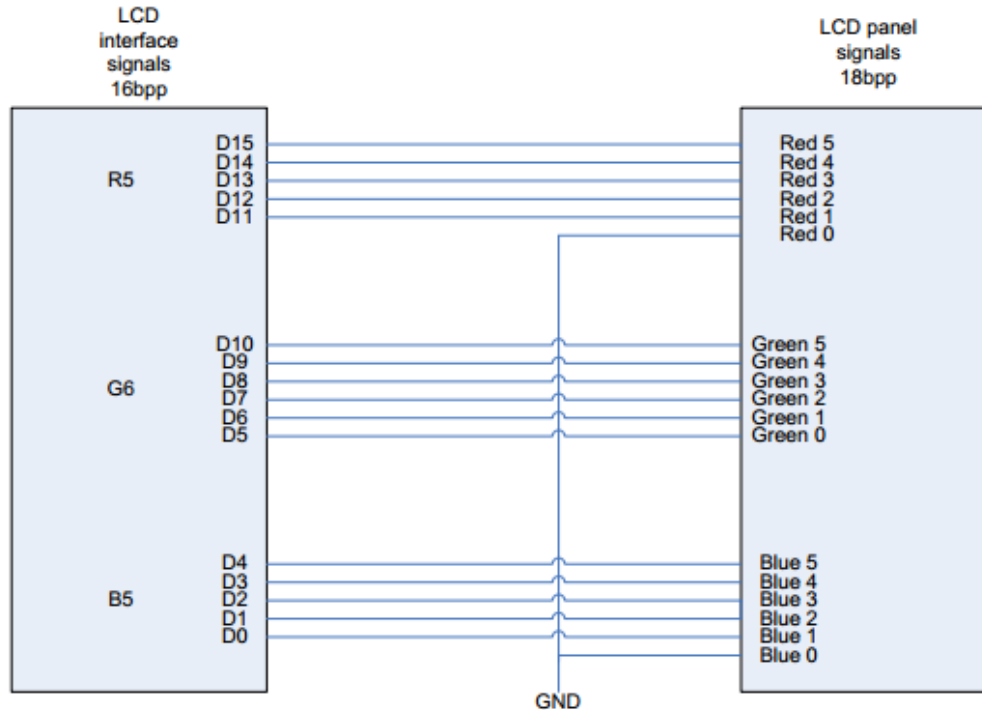 LCD
interface
signals
16bpp
LCD panel
signals
18bpp
R5
D15
D14
D13
D12
D11
Red 5
Red 4
Red 3
Red 2
Red 1
Red 0
G6
D10
D9
D8
D7
D6
D5
Green 5
Green 4
Green 3
Green 2
Green 1
Green 0
B5
D4
D3
D2
D1
D0
Blue 5
Blue 4
Blue 3
Blue 2
Blue 1
Blue 0
GND